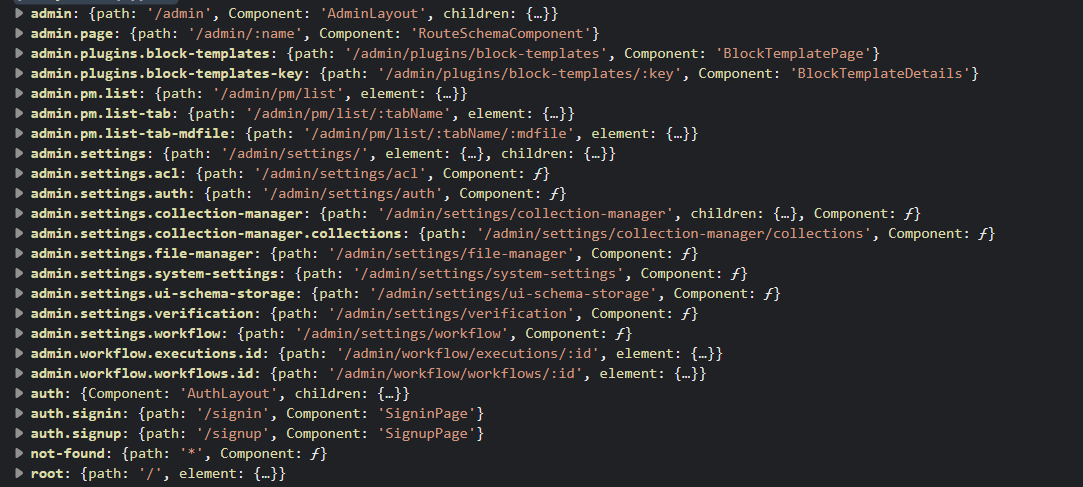 admin: {path: '/admin', Component: 'AdminLayout', children: {…}}
admin.page: {path: '/admin/:name', Component: 'RouteSchemaComponent'}
admin.plugins.block-templates: {path: '/admin/plugins/block-templates', Component: 'BlockTemplatePage'}
admin.plugins.block-templates-key: {path: '/admin/plugins/block-templates/:key', Component: 'BlockTemplateDetails'}
admin.pm.list: {path: '/admin/pm/list', element: {…}}
admin.pm.list-tab: {path: '/admin/pm/list/:tabName', element: {…}}
admin.pm.list-tab-mdfile: {path: '/admin/pm/list/:tabName/:mdfile', element: {…}}
admin.settings: {path: '/admin/settings/', element: {…}, children: {…}}
admin.settings.acl: {path: '/admin/settings/acl', Component: ƒ}
admin.settings.auth: {path: '/admin/settings/auth', Component: ƒ}
admin.settings.collection-manager: {path: '/admin/settings/collection-manager', children: {…}, Component: ƒ}
admin.settings.collection-manager.collections: {path: '/admin/settings/collection-manager/collections', Component: ƒ}
admin.settings.file-manager: {path: '/admin/settings/file-manager', Component: ƒ}
admin.settings.system-settings: {path: '/admin/settings/system-settings', Component: ƒ}
admin.settings.ui-schema-storage: {path: '/admin/settings/ui-schema-storage', Component: ƒ}
admin.settings.verification: {path: '/admin/settings/verification', Component: ƒ}
admin.settings.workflow: {path: '/admin/settings/workflow', Component: ƒ}
admin.workflow.executions.id: {path: '/admin/workflow/executions/:id', element: {…}}
admin.workflow.workflows.id: {path: '/admin/workflow/workflows/:id', element: {…}}
auth: {Component: 'AuthLayout', children: {…}}
auth.signin: {path: '/signin', Component: 'SigninPage'}
auth.signup: {path: '/signup', Component: 'SignupPage'}
not-found: {path: '*', Component: ƒ}
root: {path: '/', element: {…}}